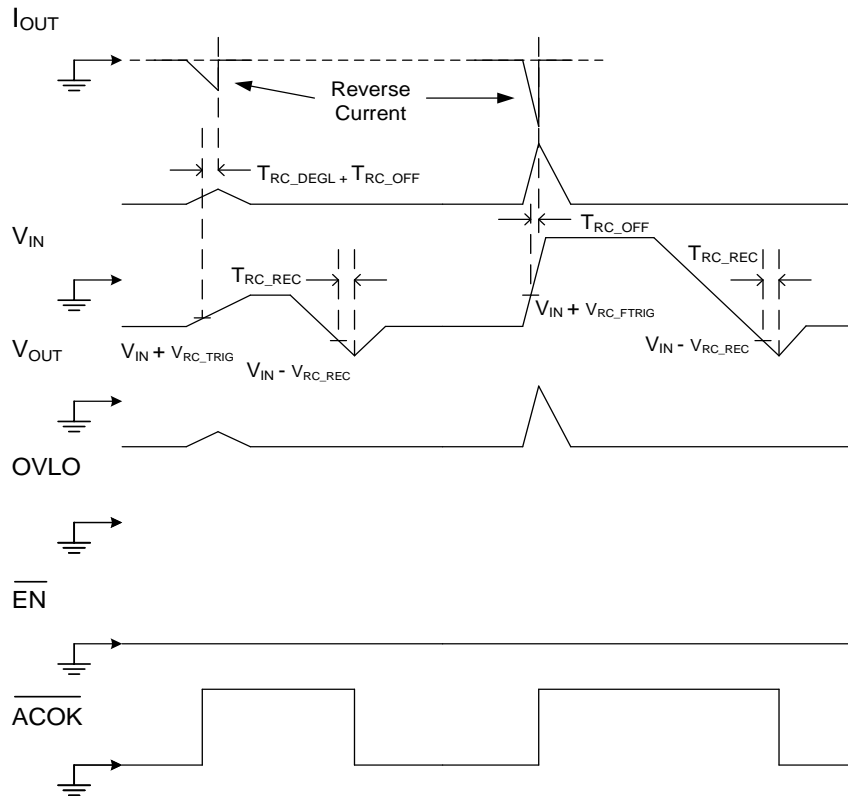 IOUT
Reverse
Current
TRC_DEGL + TRC_OFF
VIN
TRC_OFF
TRC_REC
TRC_REC
VIN + VRC_FTRIG
VOUT
VIN + VRC_TRIG
VIN - VRC_REC
VIN - VRC_REC
OVLO
EN
ACOK